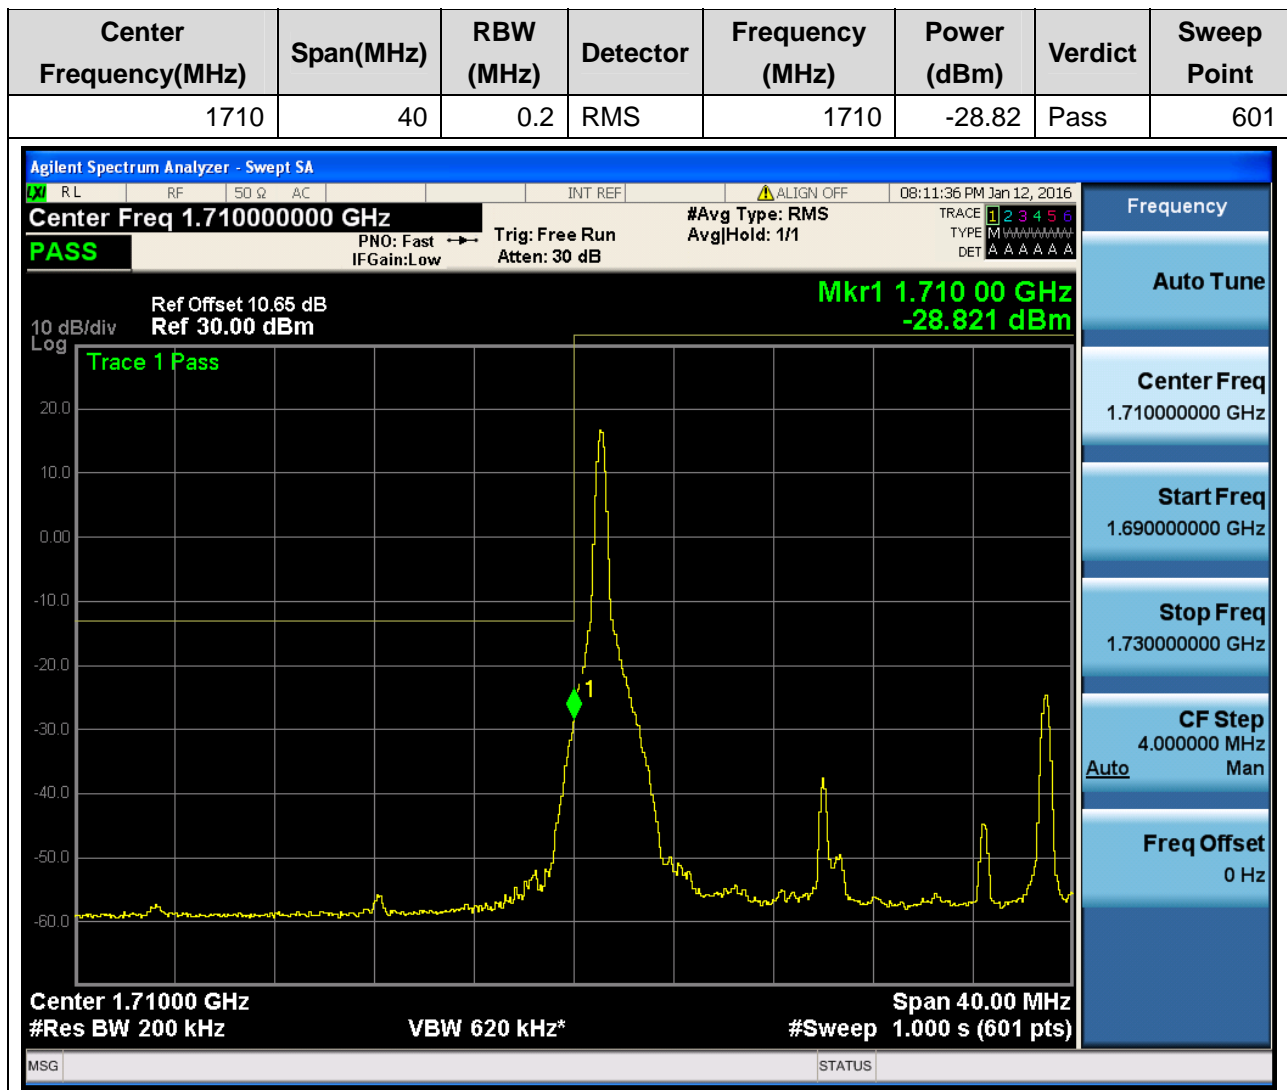 Center Frequency(MHz) Span(MHz) RBW (MHz) Detector Frequency (MHz) Power (dBm) Verdict Sweep Point
1710 40 0.2 RMS 1710 -28.82 Pass 601
Agilent Spectrum Analyzer - Swept SA
LXI RL RF 50 Ω AC INT REF ALIGN OFF 08:11:36 PM Jan 12, 2016
Center Freq 1.710000000 GHz
PASS
PNO: Fast
IFGain:Low
Trig: Free Run
Atten: 30 dB
#Avg Type: RMS
Avg|Hold: 1/1
TRACE 1 2 3 4 5 6
TYPE M WWWWW
DET A A A A A A
Ref Offset 10.65 dB
10 dB/div Ref 30.00 dBm
Log
Mkr1 1.710 00 GHz
-28.821 dBm
Trace 1 Pass
20.0
10.0
0.00
-10.0
-20.0
1
-30.0
-40.0
-50.0
-60.0
Center 1.71000 GHz Span 40.00 MHz
#Res BW 200 kHz VBW 620 kHz* #Sweep 1.000 s (601 pts)
MSG STATUS
Frequency
Auto Tune
Center Freq
1.710000000 GHz
Start Freq
1.690000000 GHz
Stop Freq
1.730000000 GHz
CF Step
4.000000 MHz
Auto Man
Freq Offset
0 Hz